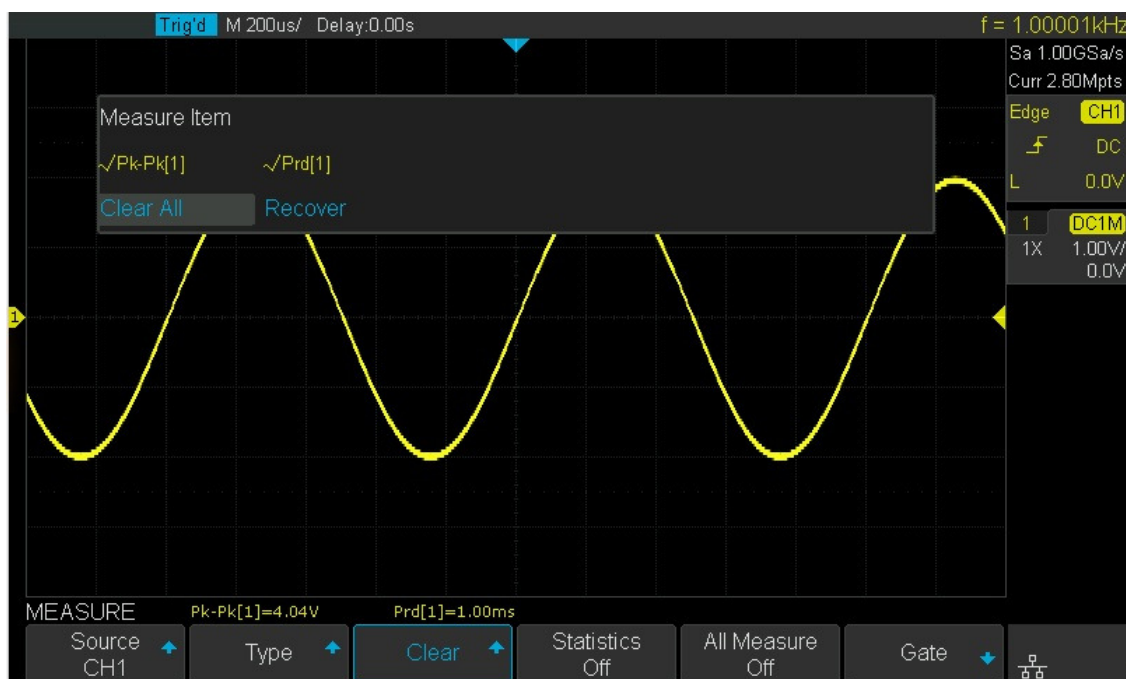 Trig'd M 200us/ Delay:0.00s f = 1.00001kHz
Sa 1.00GSa/s
Curr 2.80Mpts
Edge CH1
DC
L 0.0V
1 DC1M
1X 1.00V/
0.0V
Measure Item
√Pk-Pk[1] √Prd[1]
Clear All Recover
1
MEASURE Pk-Pk[1]=4.04V Prd[1]=1.00ms
Source
CH1
Type
Clear
Statistics
Off
All Measure
Off
Gate